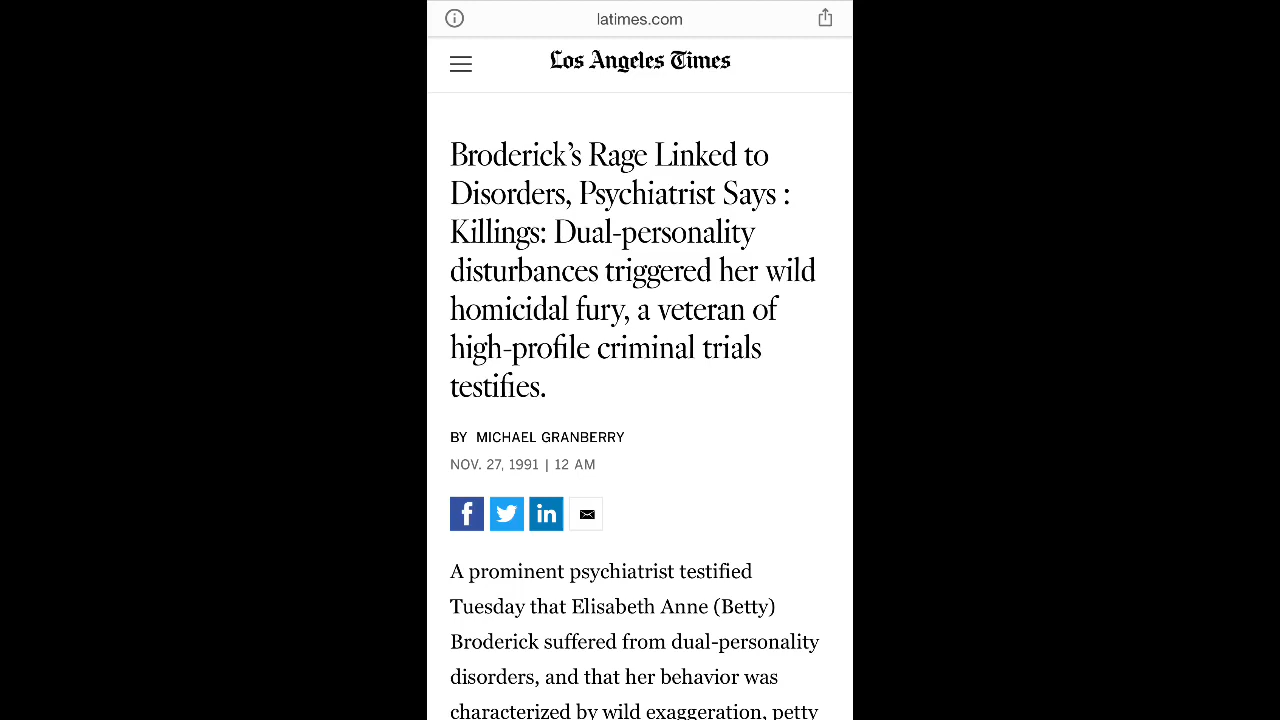 latimes.com
Los Angeles Times
Broderick's Rage Linked to
Disorders, Psychiatrist Says :
Killings: Dual-personality
disturbances triggered her wild
homicidal fury, a veteran of
high-profile criminal trials
testifies.
BY MICHAEL GRANBERRY
NOV. 27, 1991 | 12 AM
A prominent psychiatrist testified
Tuesday that Elisabeth Anne (Betty)
Broderick suffered from dual-personality
disorders, and that her behavior was
characterized by wild exaggeration, petty